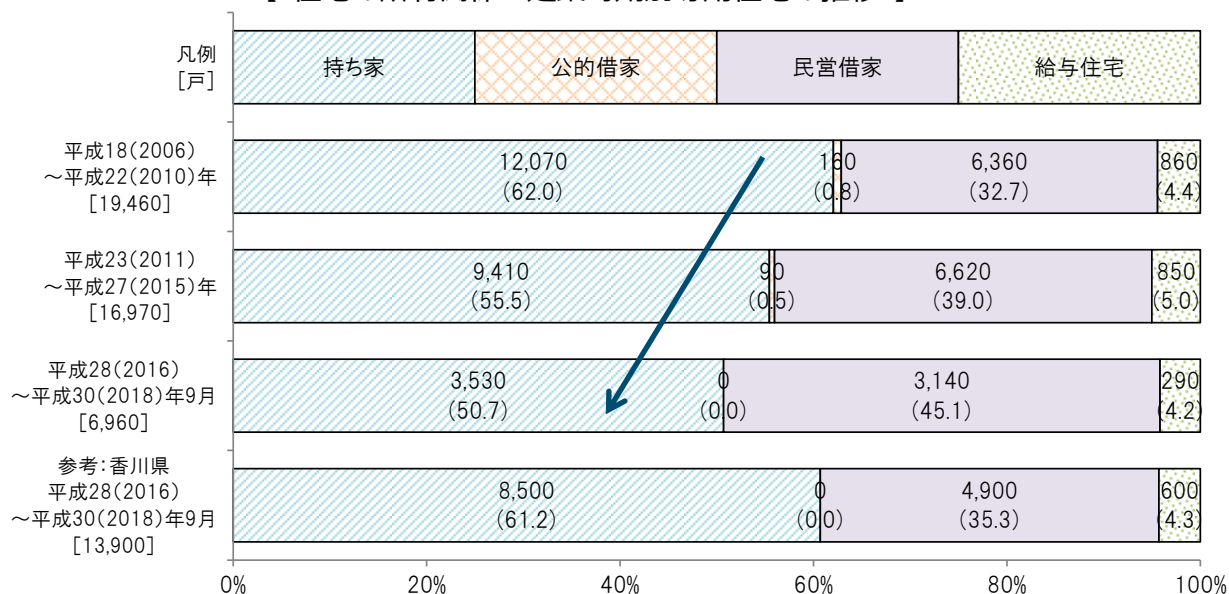 凡例
[戸]
持ち家
公的借家
民営借家
給与住宅
平成18(2006)
～平成22(2010)年
[19,460]
12,070
(62.0)
160
(0.8)
6,360
(32.7)
860
(4.4)
平成23(2011)
～平成27(2015)年
[16,970]
9,410
(55.5)
90
(0.5)
6,620
(39.0)
850
(5.0)
平成28(2016)
～平成30(2018)年9月
[6,960]
3,530
(50.7)
0
(0.0)
3,140
(45.1)
290
(4.2)
参考：香川県
平成28(2016)
～平成30(2018)年9月
[13,900]
8,500
(61.2)
0
(0.0)
4,900
(35.3)
600
(4.3)
0%
20%
40%
60%
80%
100%